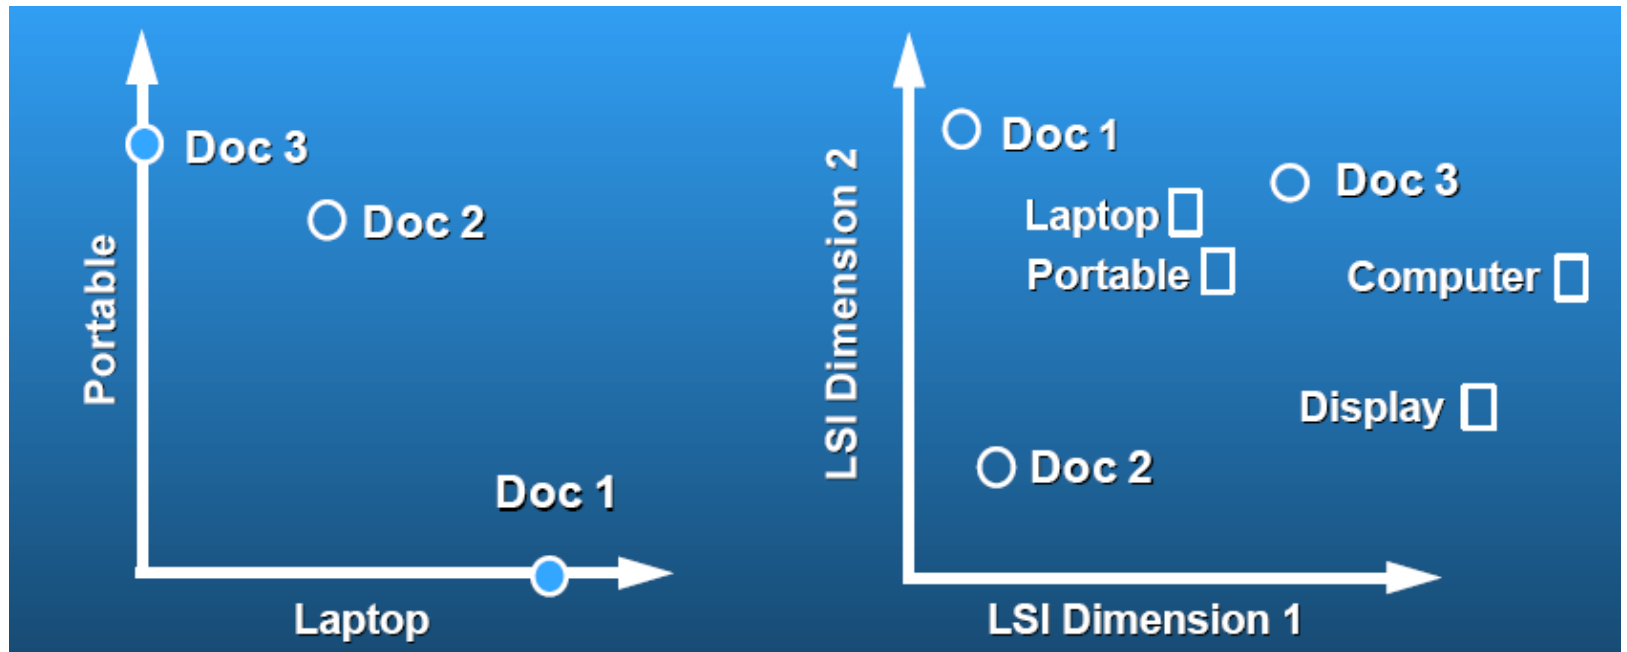 Doc 3
Doc 2
Portable
Doc 1
Laptop
Doc 1
Doc 3
LSI Dimension 2
Laptop
Portable
Computer
Display
Doc 2
LSI Dimension 1